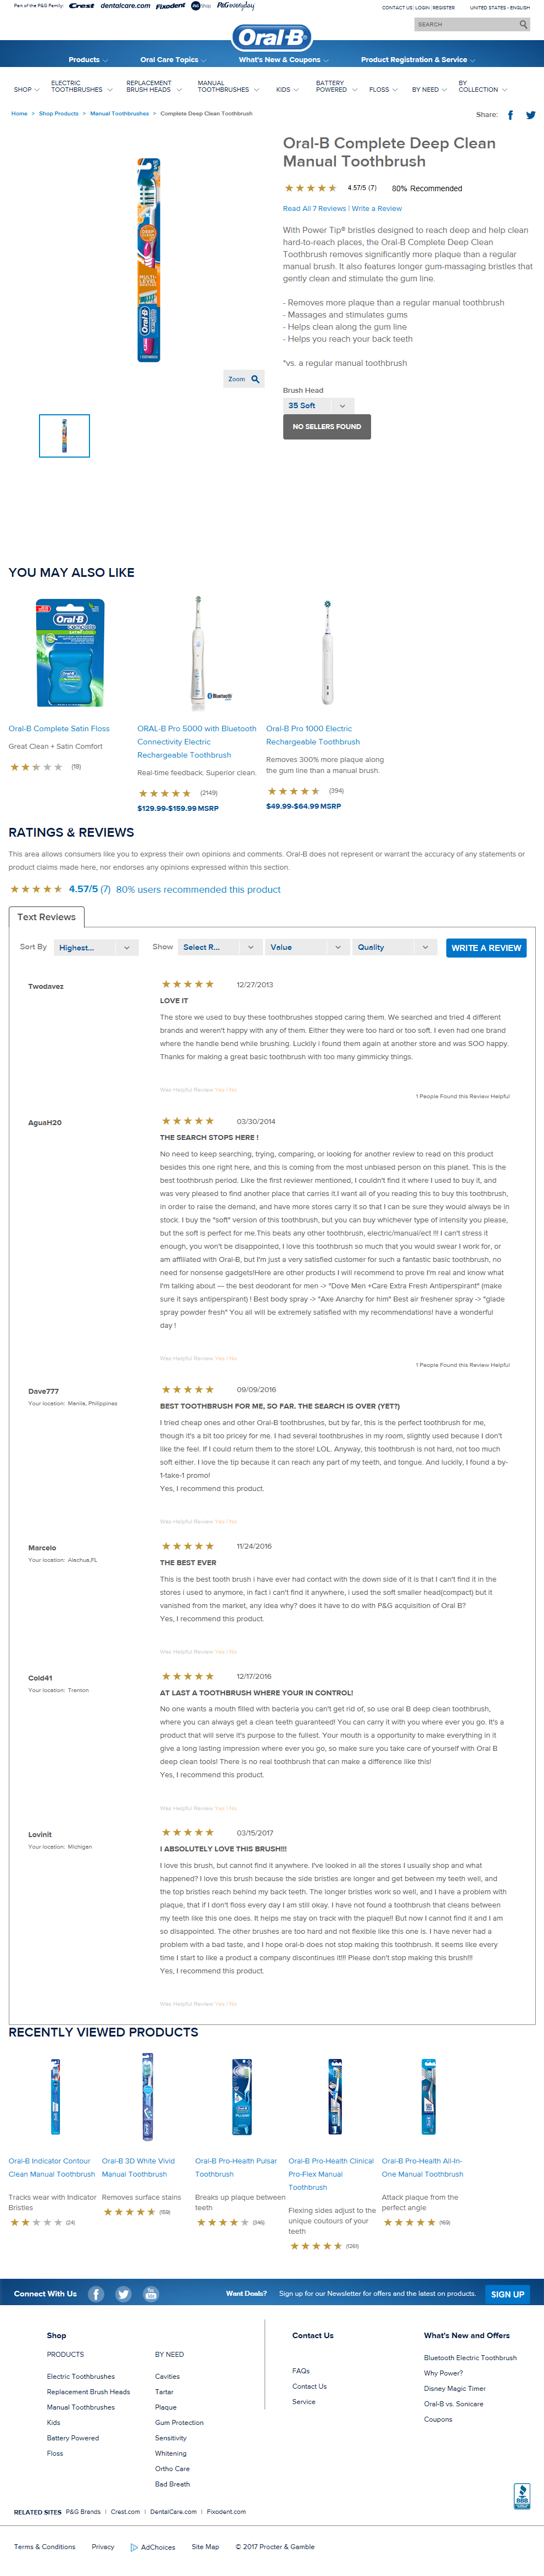 Part of the P&G Family: Crest dentalcare.com Fixodent P&G everyday
CONTACT US | LOGIN | REGISTER UNITED STATES - ENGLISH
SEARCH
Oral-B
Products Oral Care Topics What's New & Coupons Product Registration & Service
SHOP ELECTRIC TOOTHBRUSHES REPLACEMENT BRUSH HEADS MANUAL TOOTHBRUSHES KIDS BATTERY POWERED FLOSS BY NEED BY COLLECTION
Home > Shop Products > Manual Toothbrushes > Complete Deep Clean Toothbrush
Share:
Oral-B Complete Deep Clean
Manual Toothbrush
4.57/5 (7) 80% Recommended
Read All 7 Reviews | Write a Review
With Power Tip® bristles designed to reach deep and help clean
hard-to-reach places, the Oral-B Complete Deep Clean
Toothbrush removes significantly more plaque than a regular
manual brush. It also features longer gum-massaging bristles that
gently clean and stimulate the gum line.
- Removes more plaque than a regular manual toothbrush
- Massages and stimulates gums
- Helps clean along the gum line
- Helps you reach your back teeth
*vs. a regular manual toothbrush
Zoom
Brush Head
35 Soft
NO SELLERS FOUND
YOU MAY ALSO LIKE
Oral-B Complete Satin Floss
Great Clean + Satin Comfort
(18)
ORAL-B Pro 5000 with Bluetooth
Connectivity Electric
Rechargeable Toothbrush
Real-time feedback. Superior clean.
(2149)
$129.99-$159.99 MSRP
Oral-B Pro 1000 Electric
Rechargeable Toothbrush
Removes 300% more plaque along
the gum line than a manual brush.
(394)
$49.99-$64.99 MSRP
RATINGS & REVIEWS
This area allows consumers like you to express their own opinions and comments. Oral-B does not represent or warrant the accuracy of any statements or
product claims made here, nor endorses any opinions expressed within this section.
4.57/5 (7) 80% users recommended this product
Text Reviews
Sort By Highest... Show Select R... Value Quality WRITE A REVIEW
Twodavez
12/27/2013
LOVE IT
The store we used to buy these toothbrushes stopped caring them. We searched and tried 4 different
brands and weren't happy with any of them. Either they were too hard or too soft. I even had one brand
where the handle bend while brushing. Luckily i found them again at another store and was SOO happy.
Thanks for making a great basic toothbrush with too many gimmicky things.
Was Helpful Review Yes | No
1 People Found this Review Helpful
AguaH20
03/30/2014
THE SEARCH STOPS HERE !
No need to keep searching, trying, comparing, or looking for another review to read on this product
besides this one right here, and this is coming from the most unbiased person on this planet. This is the
best toothbrush period. Like the first reviewer mentioned, I couldn't find it where I used to buy it, and
was very pleased to find another place that carries it.I want all of you reading this to buy this toothbrush,
in order to raise demand, and have more stores carry it so that I can be sure they would always be in
stock. I buy the "soft" version of this toothbrush, but you can buy whichever type of intensity you please,
but the soft is perfect for me.This beats any other toothbrush, electric/manual/ect !!! I can't stress it
enough, you won't be disappointed, I love this toothbrush so much that you would swear I work for, or
am affiliated with Oral-B, but I'm just a very satisfied customer for such a fantastic basic toothbrush, no
need for nonsense gadgets!Here are other products I will recommend to prove that I'm real and know what
I'm talking about --- the best deodorant for men -> "Dove Men +Care Extra Fresh Antiperspirant" (make
sure it says antipirspirant) ! Best body spray -> "Axe Anarchy for him" Best air freshener spray -> "glade
spray powder fresh" You all will be extremely satisfied with my recommendations! have a wonderful
day !
Was Helpful Review Yes | No
1 People Found this Review Helpful
Dave777
Your location: Manila, Philippines
09/09/2016
BEST TOOTHBRUSH FOR ME, SO FAR. THE SEARCH IS OVER (YET?)
I tried cheap ones and other Oral-B toothbrushes, but by far, this is the perfect toothbrush for me,
though it's a bit too pricey for me. I had several toothbrushes in my room, slightly used because I don't
like the feel. If I could return them to the store! LOL. Anyway, this toothbrush is not hard, not too much
soft either. I love the tip because it can reach any part of my teeth, and tongue. And luckily, I found a by-
1-take-1 promo!
Yes, I recommend this product.
Was Helpful Review Yes | No
Marcelo
Your location: Alachua,FL
11/24/2016
THE BEST EVER
This is the best tooth brush i have ever had contact with the down side of it is that I can't find it in the
stores i used to anymore, in fact i can't find it anywhere, i used the soft smaller head(compact) but it
vanished from the market, any idea why? does it have to do with P&G acquisition of Oral B?
Yes, I recommend this product.
Was Helpful Review Yes | No
Cold41
Your location: Trenton
12/17/2016
AT LAST A TOOTHBRUSH WHERE YOUR IN CONTROL!
No one wants a mouth filled with bacteria you can't get rid of, so use oral B deep clean toothbrush,
where you can always get a clean teeth guaranteed! You can cary it with you where ever you go. It's a
product that will serve it's purpose to the fullest. Your mouth is a opportunity to make everything in it
give a long lasting impression where ever you go, so make sure you take care of yourself with Oral B
deep clean tools! There is no real toothbrush that can make a difference like this!
Yes, I recommend this product.
Was Helpful Review Yes | No
Lovinit
Your location: Michigan
03/15/2017
I ABSOLUTELY LOVE THIS BRUSH!!!
I love this brush, but cannot find it anywhere. I've looked in all the stores I usually shop and what
happened? I love this brush because the side bristles are longer and get between my teeth well, and
the top bristles reach behind my back teeth. The longer bristles work so well, and I have a problem with
plaque, that if I don't floss every day I am still okay. I have not found a toothbrush that cleans between
my teeth like this one does. It helps me stay on track with the plaque!! But now I cannot find it and I am
so disappointed. The other brushes are too hard and not flexible like this one is. I have never had a
problem with a bad taste, and I hope oral-b does not stop making this toothbrush. It seems like every
time I start to like a product a company discontinues it!!! Please don't stop making this brush!!!
Yes, I recommend this product.
Was Helpful Review Yes | No
RECENTLY VIEWED PRODUCTS
Oral-B Indicator Contour
Clean Manual Toothbrush
Tracks wear with Indicator
Bristles
(24)
Oral-B 3D White Vivid
Manual Toothbrush
Removes surface stains
(159)
Oral-B Pro-Health Pulsar
Toothbrush
Breaks up plaque between
teeth
(346)
Oral-B Pro-Health Clinical
Pro-Flex Manual
Toothbrush
Flexing sides adjust to the
unique coutours of your
teeth
(1261)
Oral-B Pro-Health All-In-
One Manual Toothbrush
Attack plaque from the
perfect angle
(169)
Connect With Us Want Deals? Sign up for our Newsletter for offers and the latest on products. SIGN UP
Shop
PRODUCTS
Electric Toothbrushes
Replacement Brush Heads
Manual Toothbrushes
Kids
Battery Powered
Floss
BY NEED
Cavities
Tartar
Plaque
Gum Protection
Sensitivity
Whitening
Ortho Care
Bad Breath
Contact Us
FAQs
Contact Us
Service
What's New and Offers
Bluetooth Electric Toothbrush
Why Power?
Disney Magic Timer
Oral-B vs. Sonicare
Coupons
BBB
RELATED SITES P&G Brands | Crest.com | DentalCare.com | Fixodent.com
Terms & Conditions Privacy AdChoices Site Map © 2017 Procter & Gamble